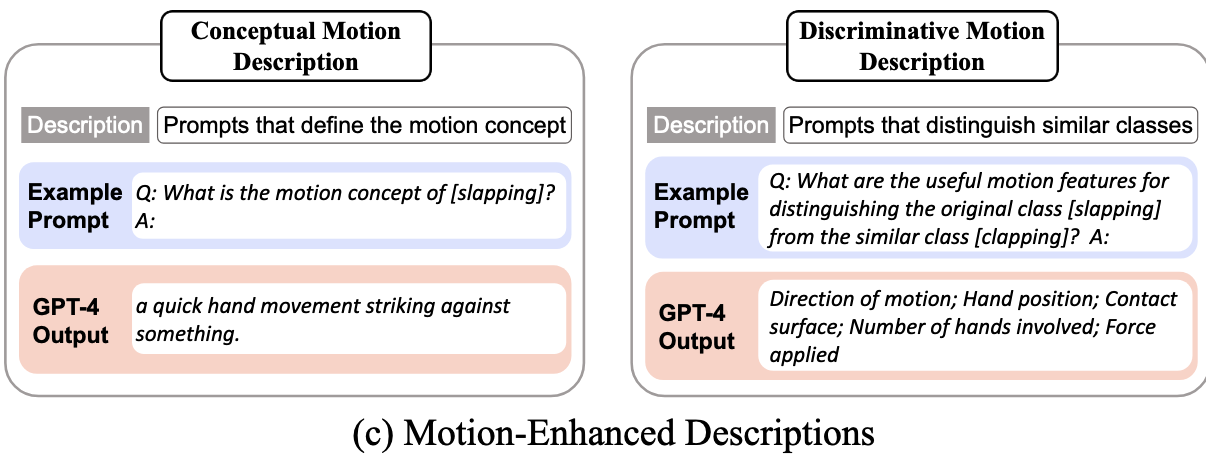 Conceptual Motion
Description
Description
Prompts that define the motion concept
Example
Prompt
Q: What is the motion concept of [slapping]?
A:
GPT-4
Output
a quick hand movement striking against
something.
Discriminative Motion
Description
Description
Prompts that distinguish similar classes
Example
Prompt
Q: What are the useful motion features for
distinguishing the original class [slapping]
from the similar class [clapping]? A:
GPT-4
Output
Direction of motion; Hand position; Contact
surface; Number of hands involved; Force
applied
(c) Motion-Enhanced Descriptions